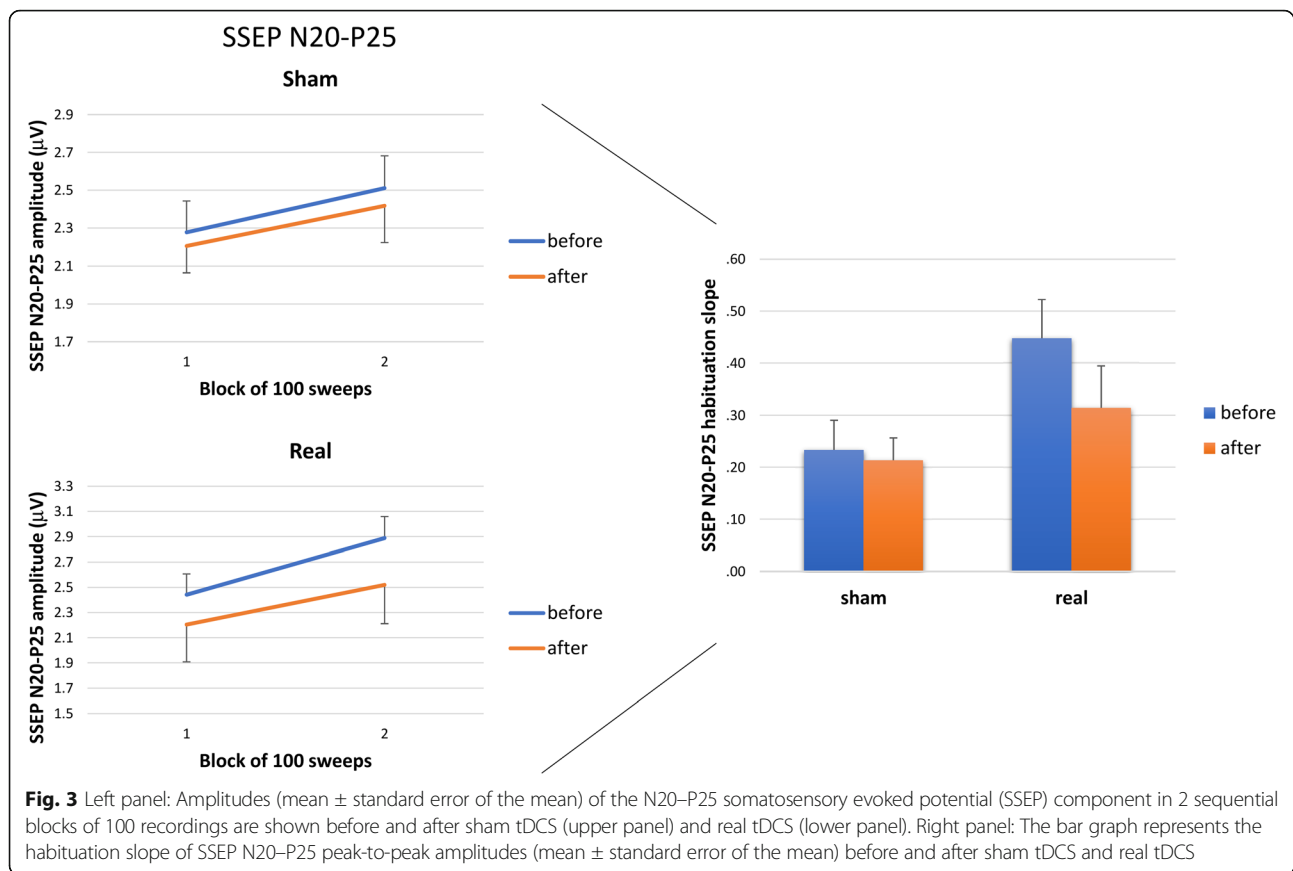 SSEP N20-P25
Sham
SSEP N20-P25 amplitude (µV)
2.9
2.7
2.5
2.3
2.1
1.9
1.7
1 2
Block of 100 sweeps
before
after
Real
SSEP N20-P25 amplitude (µV)
3.3
3.1
2.9
2.7
2.5
2.3
2.1
1.9
1.7
1.5
1 2
Block of 100 sweeps
before
after
SSEP N20-P25 habituation slope
.60
.50
.40
.30
.20
.10
.00
sham real
before
after
Fig. 3 Left panel: Amplitudes (mean ± standard error of the mean) of the N20–P25 somatosensory evoked potential (SSEP) component in 2 sequential
blocks of 100 recordings are shown before and after sham tDCS (upper panel) and real tDCS (lower panel). Right panel: The bar graph represents the
habituation slope of SSEP N20–P25 peak-to-peak amplitudes (mean ± standard error of the mean) before and after sham tDCS and real tDCS